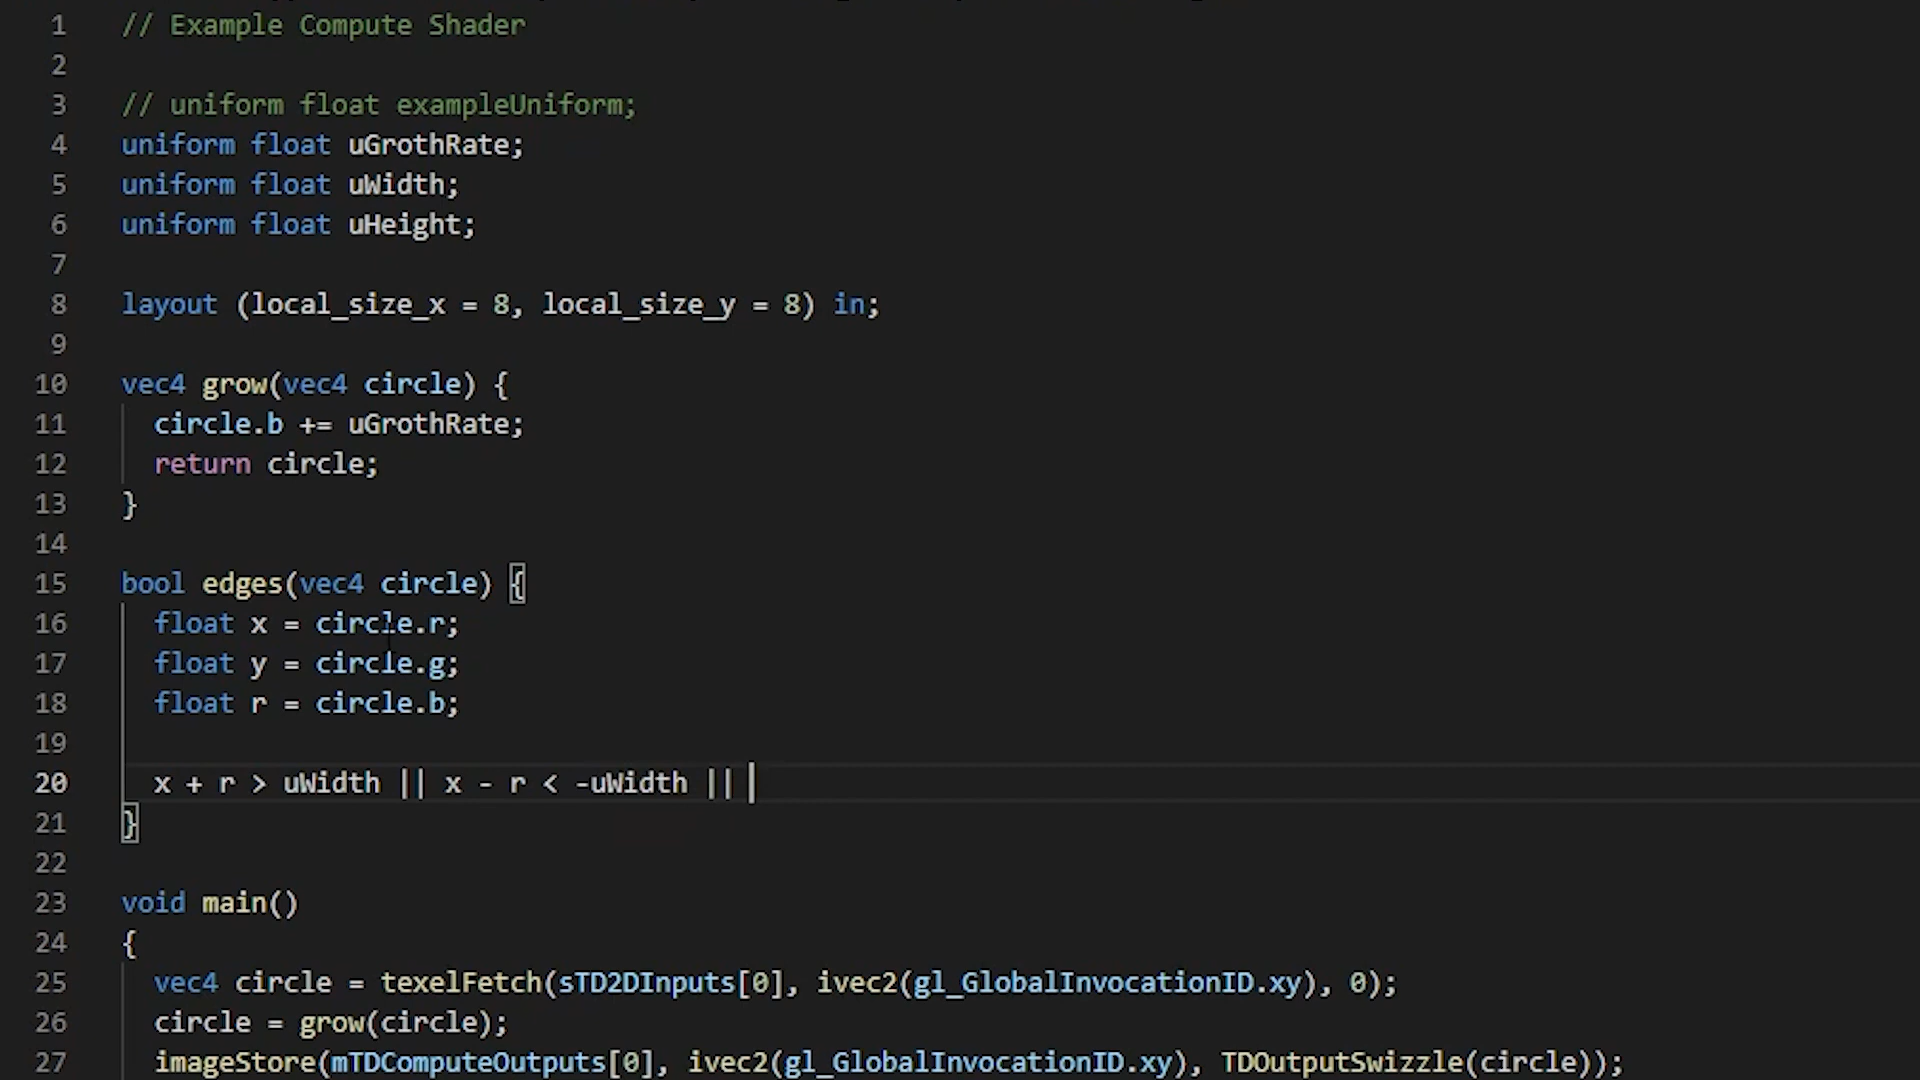 1 // Example Compute Shader
2
3 // uniform float exampleUniform;
4 uniform float uGrothRate;
5 uniform float uWidth;
6 uniform float uHeight;
7
8 layout (local_size_x = 8, local_size_y = 8) in;
9
10 vec4 grow(vec4 circle) {
11 circle.b += uGrothRate;
12 return circle;
13 }
14
15 bool edges(vec4 circle) {
16 float x = circle.r;
17 float y = circle.g;
18 float r = circle.b;
19
20 x + r > uWidth || x - r < -uWidth ||
21 }
22
23 void main()
24 {
25 vec4 circle = texelFetch(sTD2DInputs[0], ivec2(gl_GlobalInvocationID.xy), 0);
26 circle = grow(circle);
27 imageStore(mTDComputeOutputs[0], ivec2(gl_GlobalInvocationID.xy), TDOutputSwizzle(circle));